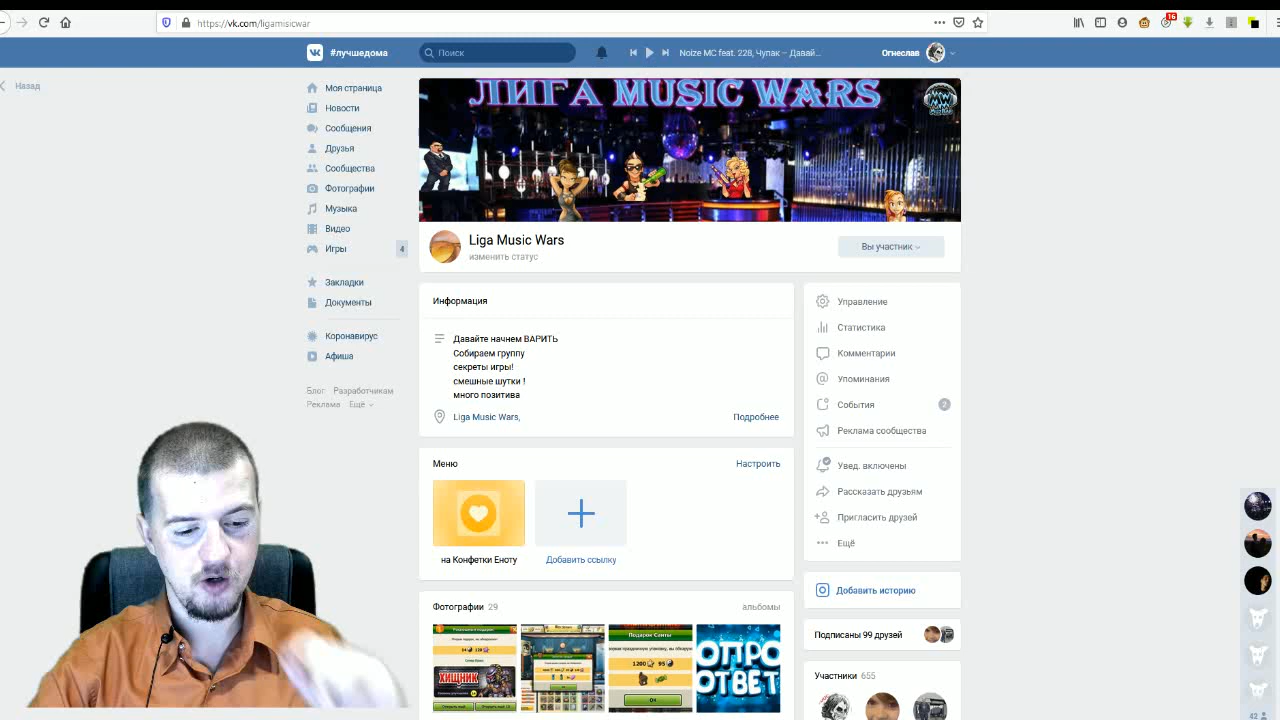 https://vk.com/ligamisicwar
16
#лучшедома
Поиск
Noize MC feat. 228, Чупак – Давай...
Огнеслав
Назад
Моя страница
Новости
Сообщения
Друзья
Сообщества
Фотографии
Музыка
Видео
Игры 4
Закладки
Документы
Коронавирус
Афиша
Блог Разработчикам
Реклама Ещё
ЛИГА MUSIC WARS
Liga Music Wars
изменить статус
Вы участник
Информация
Давайте начнем ВАРИТЬ
Собираем группу
секреты игры!
смешные шутки !
много позитива
Liga Music Wars,
Подробнее
Меню
Настроить
на Конфетки Еноту
Добавить ссылку
Фотографии 29
альбомы
ХИЩНИК
Подарок Санты
1200 95
ОК
ОПРО
ОТВЕТ
Управление
Статистика
Комментарии
Упоминания
События 2
Реклама сообщества
Увед. включены
Рассказать друзьям
Пригласить друзей
Ещё
Добавить историю
Подписаны 99 друзей
Участники 655
42